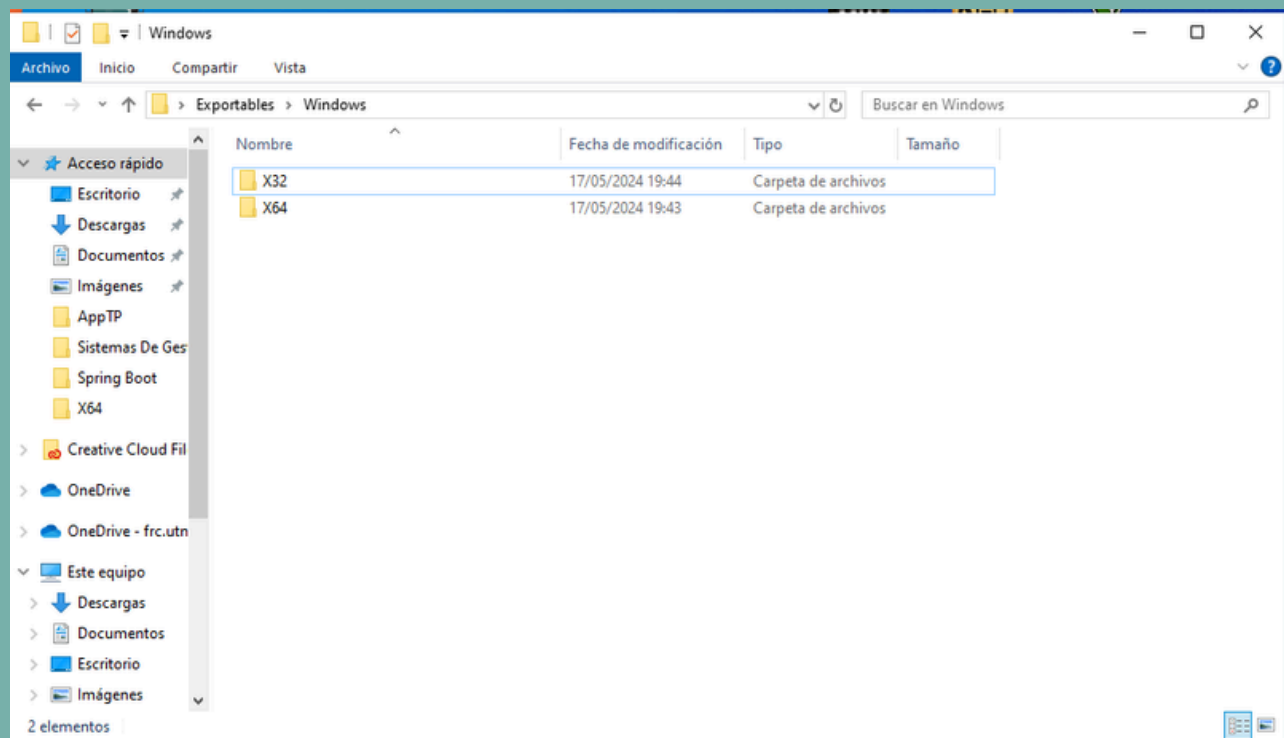 Windows
Archivo Inicio Compartir Vista
Exportables Windows Buscar en Windows
Nombre Fecha de modificación Tipo Tamaño
Acceso rápido
X32 17/05/2024 19:44 Carpeta de archivos
Escritorio
X64 17/05/2024 19:43 Carpeta de archivos
Descargas
Documentos
Imágenes
AppTP
Sistemas De Ges
Spring Boot
X64
Creative Cloud Fil
OneDrive
OneDrive - frc.utn
Este equipo
Descargas
Documentos
Escritorio
Imágenes
2 elementos